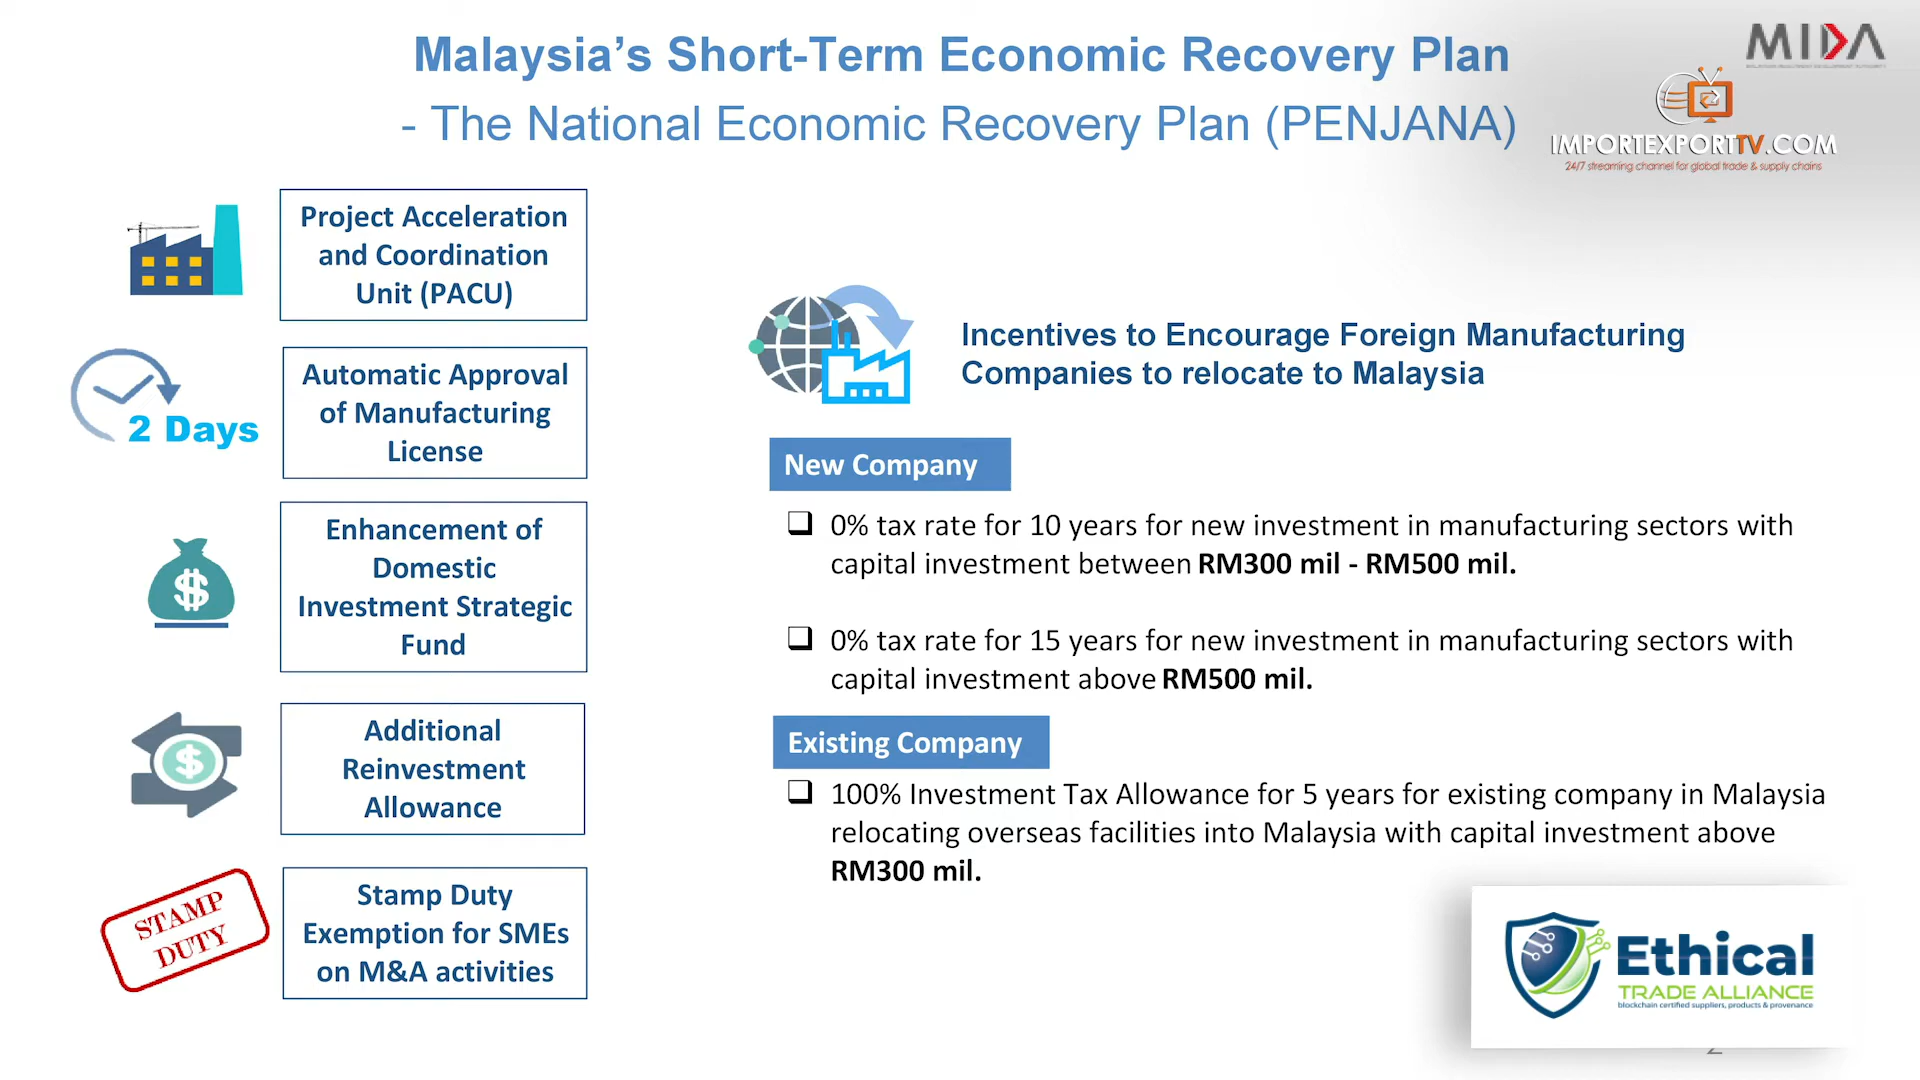 Malaysia’s Short-Term Economic Recovery Plan
- The National Economic Recovery Plan (PENJANA)
MIDA
IMPORTEXPORTTV.COM
24/7 streaming channel for global trade & supply chains
Project Acceleration
and Coordination
Unit (PACU)
2 Days
Automatic Approval
of Manufacturing
License
Enhancement of
Domestic
Investment Strategic
Fund
Additional
Reinvestment
Allowance
STAMP
DUTY
Stamp Duty
Exemption for SMEs
on M&A activities
Incentives to Encourage Foreign Manufacturing
Companies to relocate to Malaysia
New Company
0% tax rate for 10 years for new investment in manufacturing sectors with
capital investment between RM300 mil - RM500 mil.
0% tax rate for 15 years for new investment in manufacturing sectors with
capital investment above RM500 mil.
Existing Company
100% Investment Tax Allowance for 5 years for existing company in Malaysia
relocating overseas facilities into Malaysia with capital investment above
RM300 mil.
Ethical
TRADE ALLIANCE
blockchain certified suppliers, products & provenance